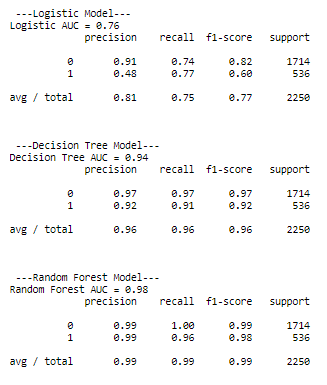 ---Logistic Model---
Logistic AUC = 0.76
precision recall f1-score support
0 0.91 0.74 0.82 1714
1 0.48 0.77 0.60 536
avg / total 0.81 0.75 0.77 2250
---Decision Tree Model---
Decision Tree AUC = 0.94
precision recall f1-score support
0 0.97 0.97 0.97 1714
1 0.92 0.91 0.92 536
avg / total 0.96 0.96 0.96 2250
---Random Forest Model---
Random Forest AUC = 0.98
precision recall f1-score support
0 0.99 1.00 0.99 1714
1 0.99 0.96 0.98 536
avg / total 0.99 0.99 0.99 2250